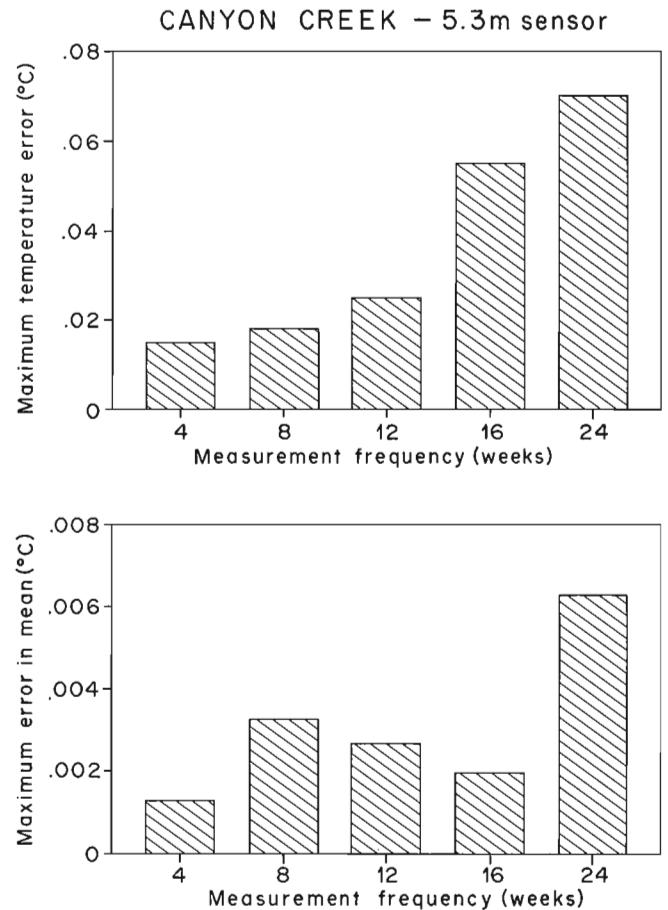 CANYON CREEK – 5.3m sensor
Maximum temperature error (°C)
.08
.06
.04
.02
0
4 8 12 16 24
Measurement frequency (weeks)
Maximum error in mean (°C)
.008
.006
.004
.002
0
4 8 12 16 24
Measurement frequency (weeks)